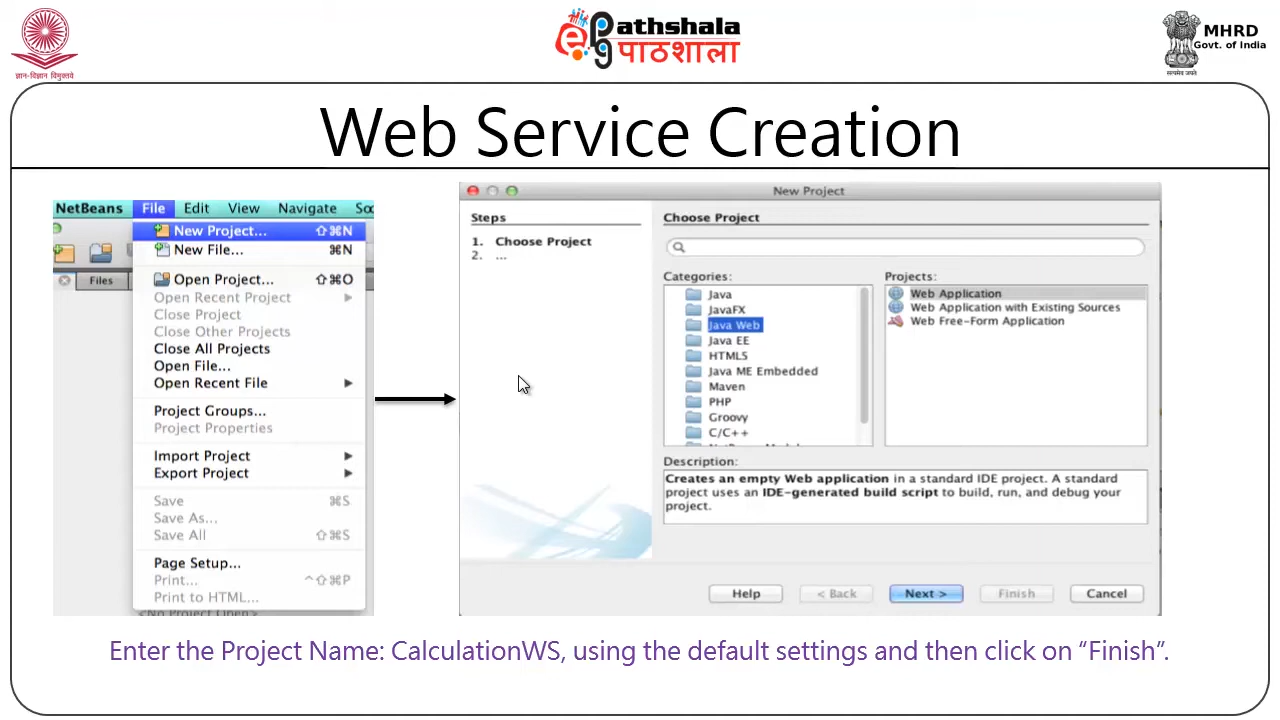 ज्ञान-विज्ञान विमुक्तये
ePathshala
पाठशाला
MHRD
Govt. of India
सत्यमेव जयते
Web Service Creation
NetBeans File Edit View Navigate
New Project... ⇧⌘N
New File... ⌘N
Files
Open Project... ⇧⌘O
Open Recent Project
Close Project
Close Other Projects
Close All Projects
Open File...
Open Recent File
Project Groups...
Project Properties
Import Project
Export Project
Save ⌘S
Save As...
Save All ⇧⌘S
Page Setup...
Print... ^⇧⌘P
Print to HTML...
<No Project Open>
New Project
Steps
1. Choose Project
2. ...
Choose Project
Categories:
Java
JavaFX
Java Web
Java EE
HTML5
Java ME Embedded
Maven
PHP
Groovy
C/C++
Projects:
Web Application
Web Application with Existing Sources
Web Free-Form Application
Description:
Creates an empty Web application in a standard IDE project. A standard
project uses an IDE-generated build script to build, run, and debug your
project.
Help < Back Next > Finish Cancel
Enter the Project Name: CalculationWS, using the default settings and then click on “Finish”.